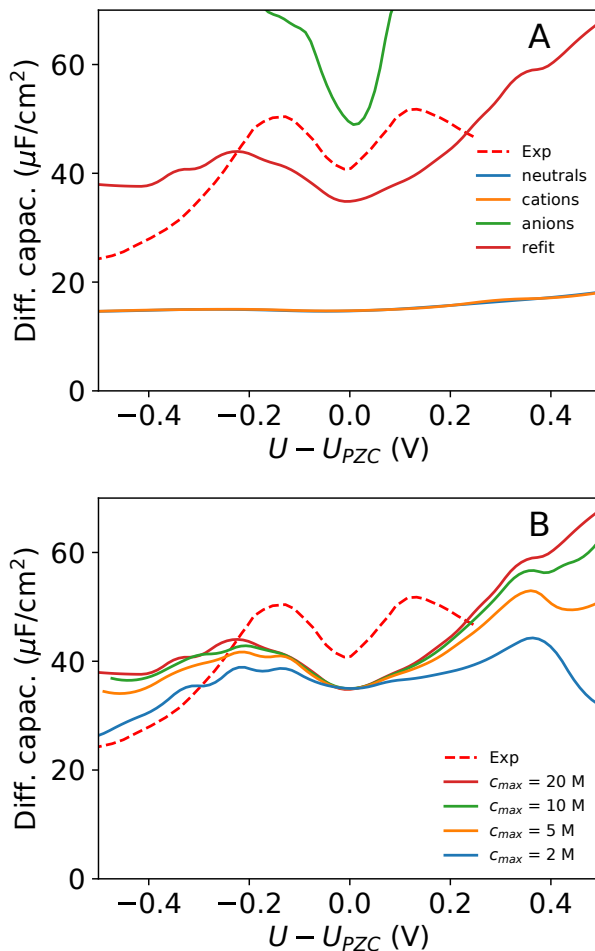 A
Diff. capac. (μF/cm²)
60
40
20
0
Exp
neutrals
cations
anions
refit
−0.4 −0.2 0.0 0.2 0.4
U − U_PZC (V)
B
Diff. capac. (μF/cm²)
60
40
20
0
Exp
c_max = 20 M
c_max = 10 M
c_max = 5 M
c_max = 2 M
−0.4 −0.2 0.0 0.2 0.4
U − U_PZC (V)